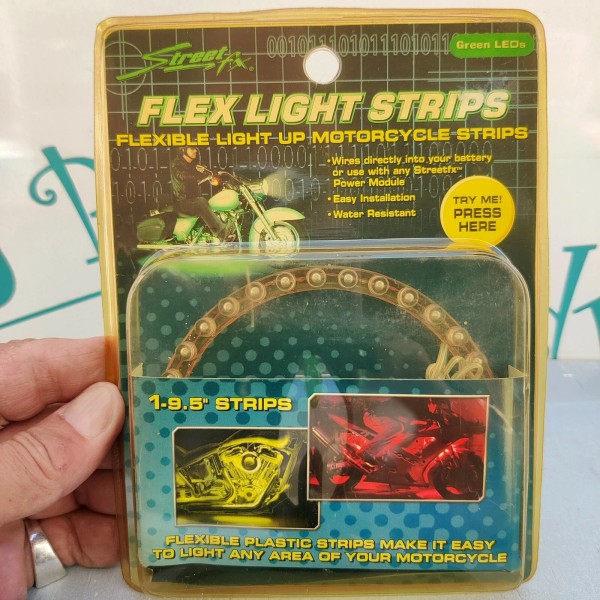 Streetfx
001011101011101011
Green LEDs
FLEX LIGHT STRIPS
FLEXIBLE LIGHT UP MOTORCYCLE STRIPS
• Wires directly into your battery
or use with any Streetfx™
Power Module
• Easy Installation
• Water Resistant
TRY ME!
PRESS
HERE
1-9.5" STRIPS
FLEXIBLE PLASTIC STRIPS MAKE IT EASY
TO LIGHT ANY AREA OF YOUR MOTORCYCLE